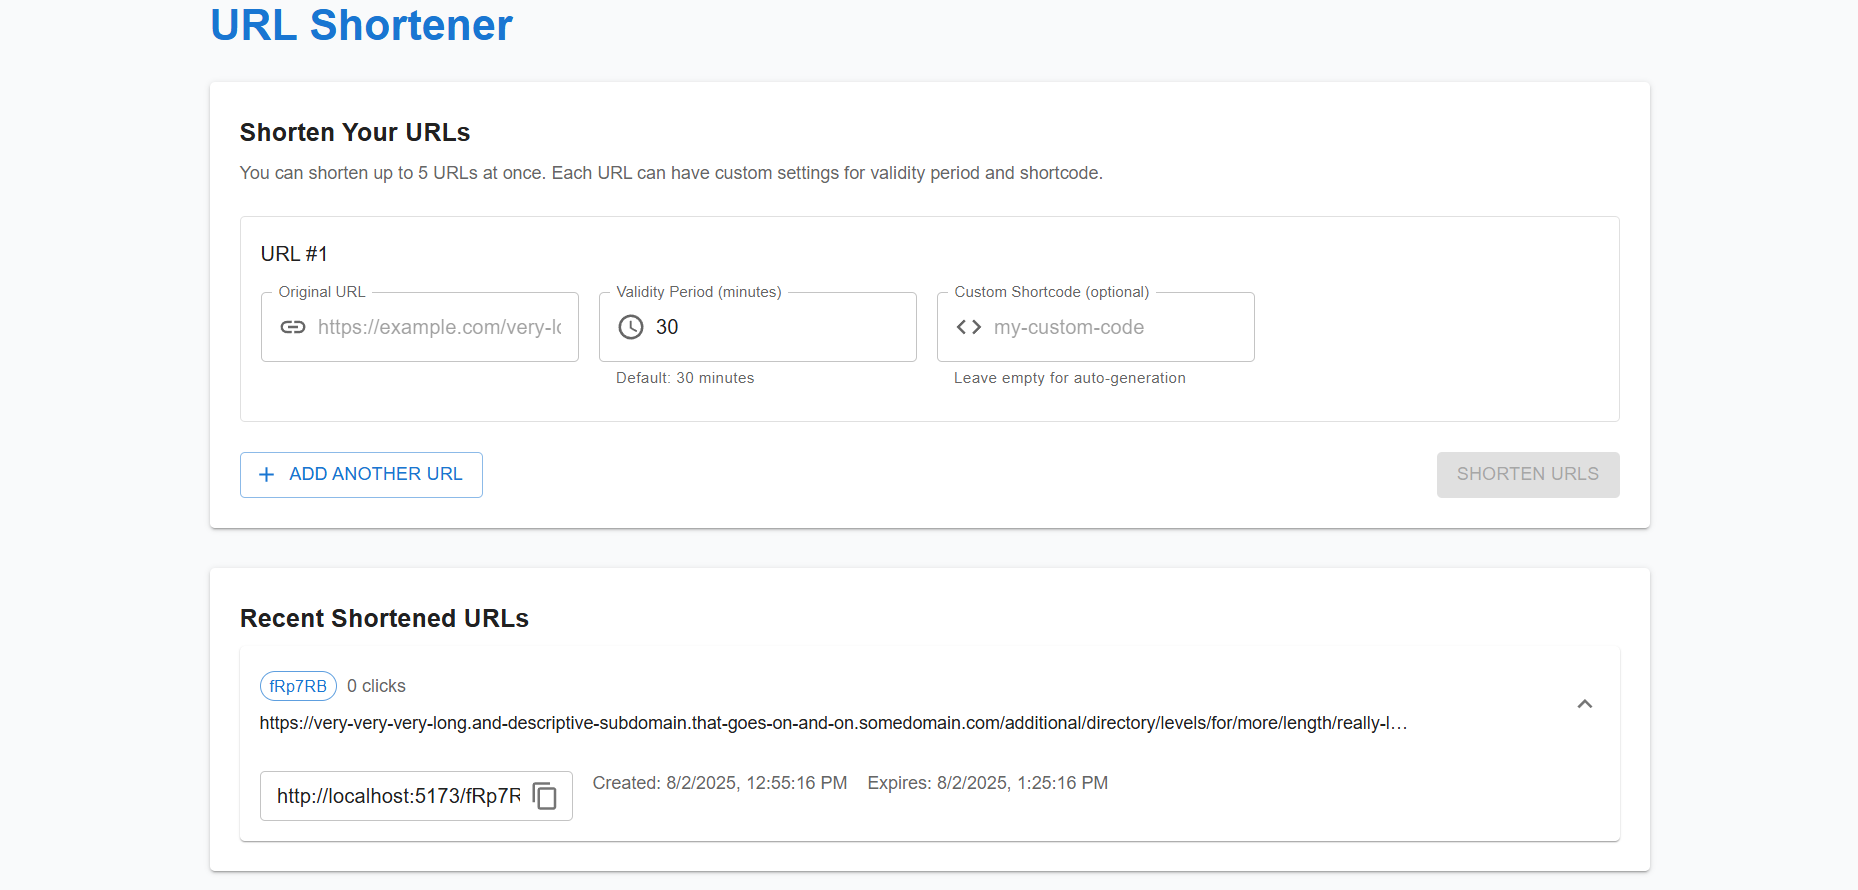 URL Shortener
Shorten Your URLs
You can shorten up to 5 URLs at once. Each URL can have custom settings for validity period and shortcode.
URL #1
Original URL
https://example.com/very-lo
Validity Period (minutes)
30
Default: 30 minutes
Custom Shortcode (optional)
my-custom-code
Leave empty for auto-generation
ADD ANOTHER URL
SHORTEN URLS
Recent Shortened URLs
fRp7RB 0 clicks
https://very-very-very-long.and-descriptive-subdomain.that-goes-on-and-on.somedomain.com/additional/directory/levels/for/more/length/really-l…
http://localhost:5173/fRp7R
Created: 8/2/2025, 12:55:16 PM Expires: 8/2/2025, 1:25:16 PM